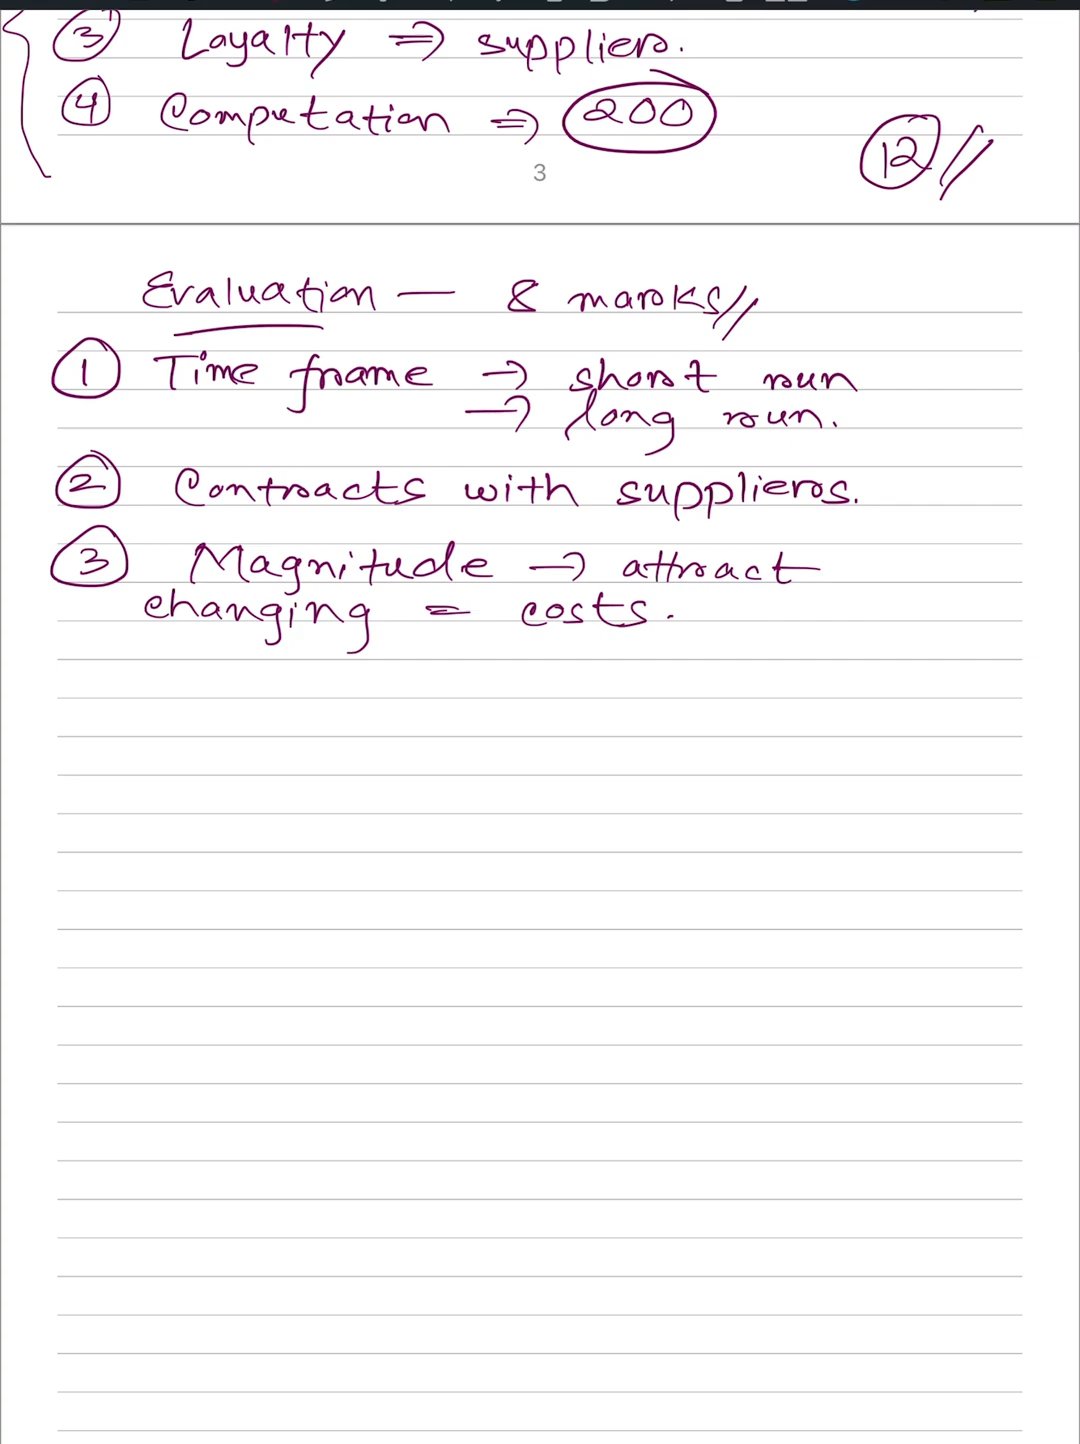 ③ Loyalty ⇒ suppliers.
④ Computation ⇒ 200
12 //
3
Evaluation — 8 marks//
① Time frame → short run
→ long run.
② Contracts with suppliers.
③ Magnitude → attract
changing = costs.